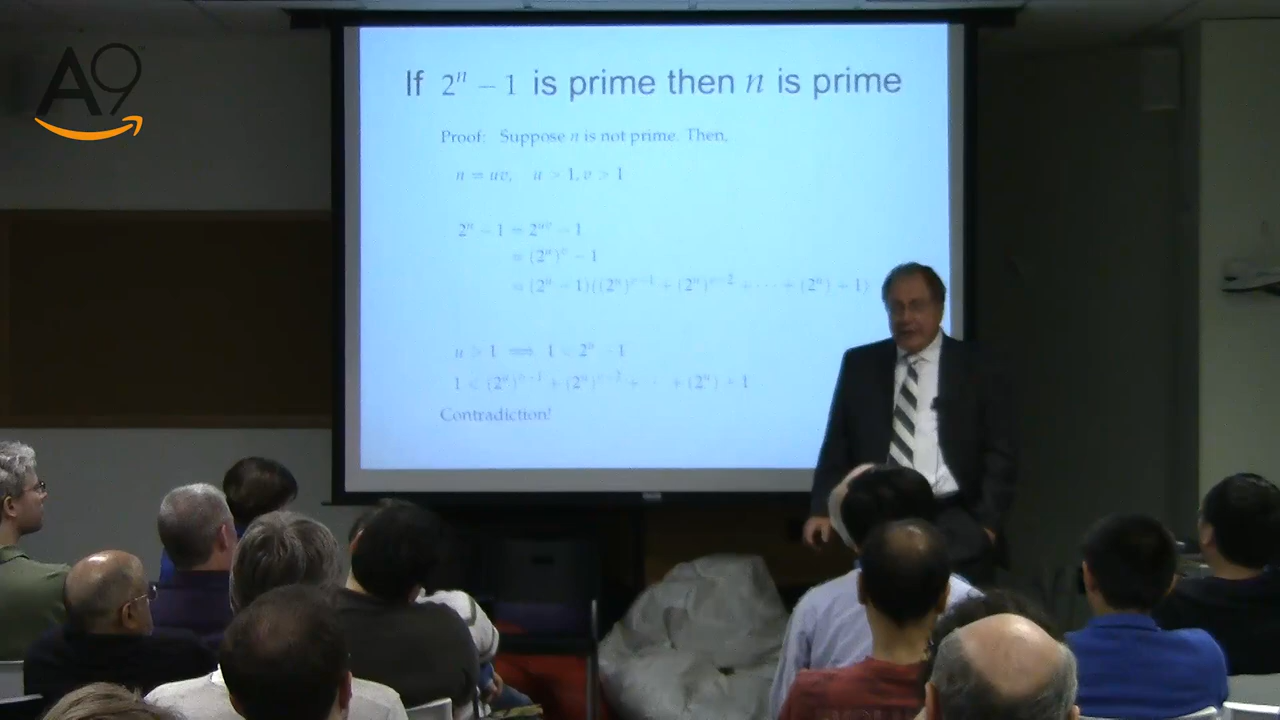 A9
If 2ⁿ − 1 is prime then n is prime
Proof: Suppose n is not prime. Then,
n = uv, u > 1, v > 1
2ⁿ − 1 = 2ᵘᵛ − 1
= (2ᵘ)ᵛ − 1
= (2ᵘ − 1)((2ᵘ)ᵛ⁻¹ + (2ᵘ)ᵛ⁻² + ··· + (2ᵘ) + 1)
u > 1 ⟹ 1 < 2ᵘ − 1
1 < (2ᵘ)ᵛ⁻¹ + (2ᵘ)ᵛ⁻² + ··· + (2ᵘ) + 1
Contradiction!